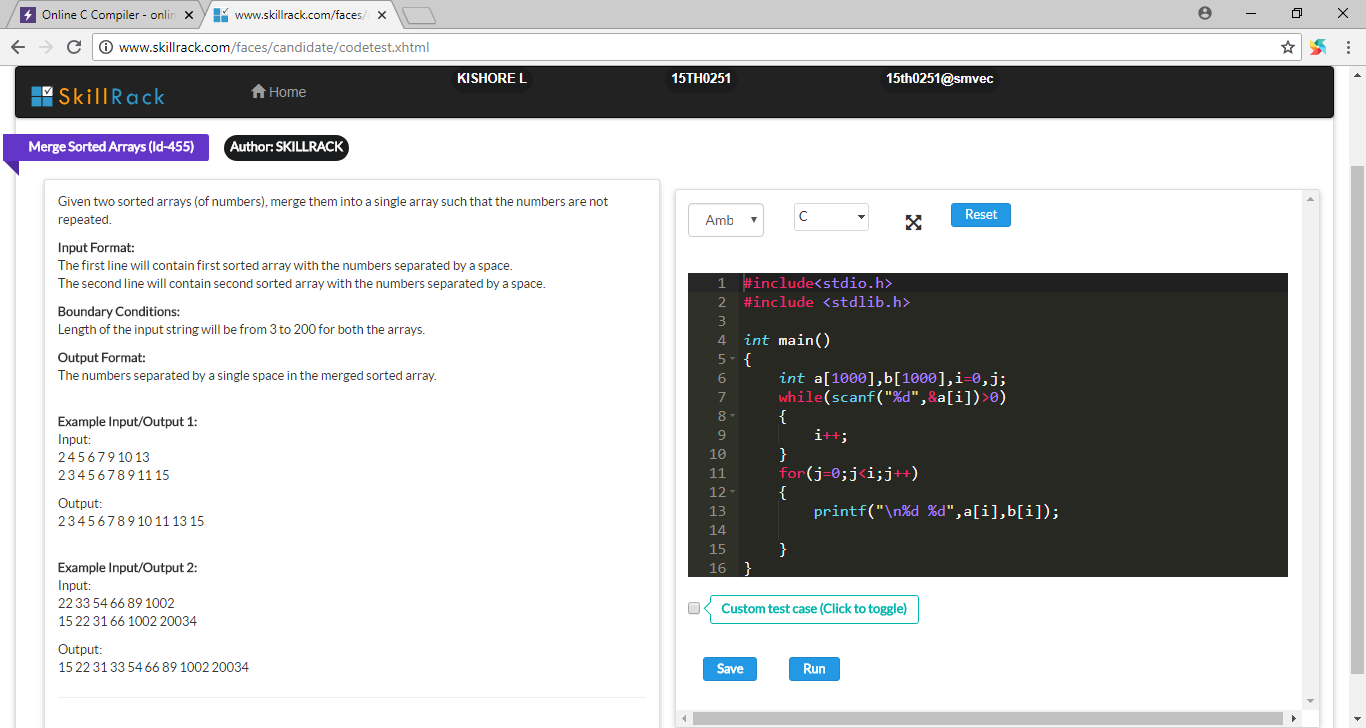 Online C Compiler - onlin
www.skillrack.com/faces/
www.skillrack.com/faces/candidate/codetest.xhtml
SkillRack
Home
KISHORE L
15TH0251
15th0251@smvec
Merge Sorted Arrays (Id-455)
Author: SKILLRACK
Given two sorted arrays (of numbers), merge them into a single array such that the numbers are not
repeated.
Input Format:
The first line will contain first sorted array with the numbers separated by a space.
The second line will contain second sorted array with the numbers separated by a space.
Boundary Conditions:
Length of the input string will be from 3 to 200 for both the arrays.
Output Format:
The numbers separated by a single space in the merged sorted array.
Example Input/Output 1:
Input:
2 4 5 6 7 9 10 13
2 3 4 5 6 7 8 9 11 15
Output:
2 3 4 5 6 7 8 9 10 11 13 15
Example Input/Output 2:
Input:
22 33 54 66 89 1002
15 22 31 66 1002 20034
Output:
15 22 31 33 54 66 89 1002 20034
Amb
C
Reset
1 #include<stdio.h>
2 #include <stdlib.h>
3
4 int main()
5 {
6 int a[1000],b[1000],i=0,j;
7 while(scanf("%d",&a[i])>0)
8 {
9 i++;
10 }
11 for(j=0;j<i;j++)
12 {
13 printf("\n%d %d",a[i],b[i]);
14
15 }
16 }
Custom test case (Click to toggle)
Save
Run